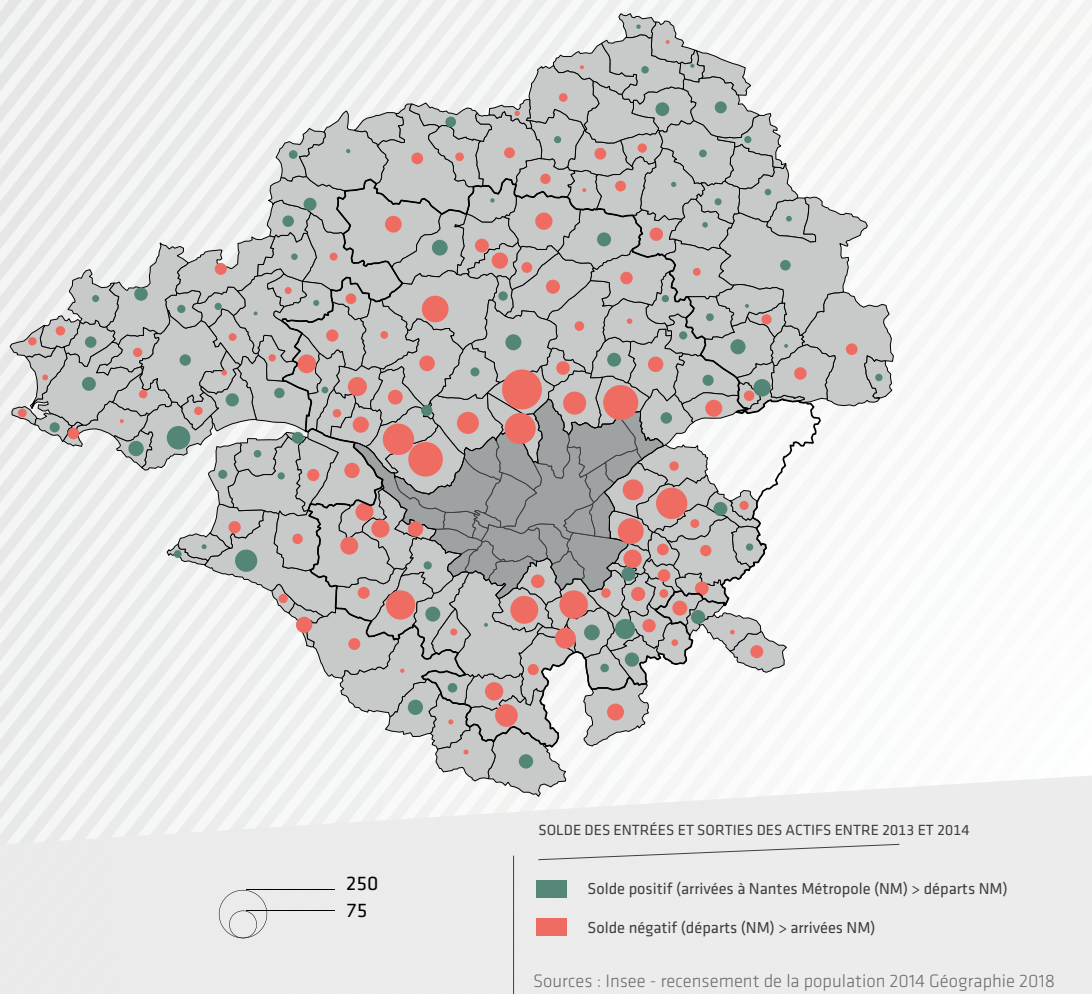 SOLDE DES ENTRÉES ET SORTIES DES ACTIFS ENTRE 2013 ET 2014
250
75
Solde positif (arrivées à Nantes Métropole (NM) > départs NM)
Solde négatif (départs (NM) > arrivées NM)
Sources : Insee - recensement de la population 2014 Géographie 2018